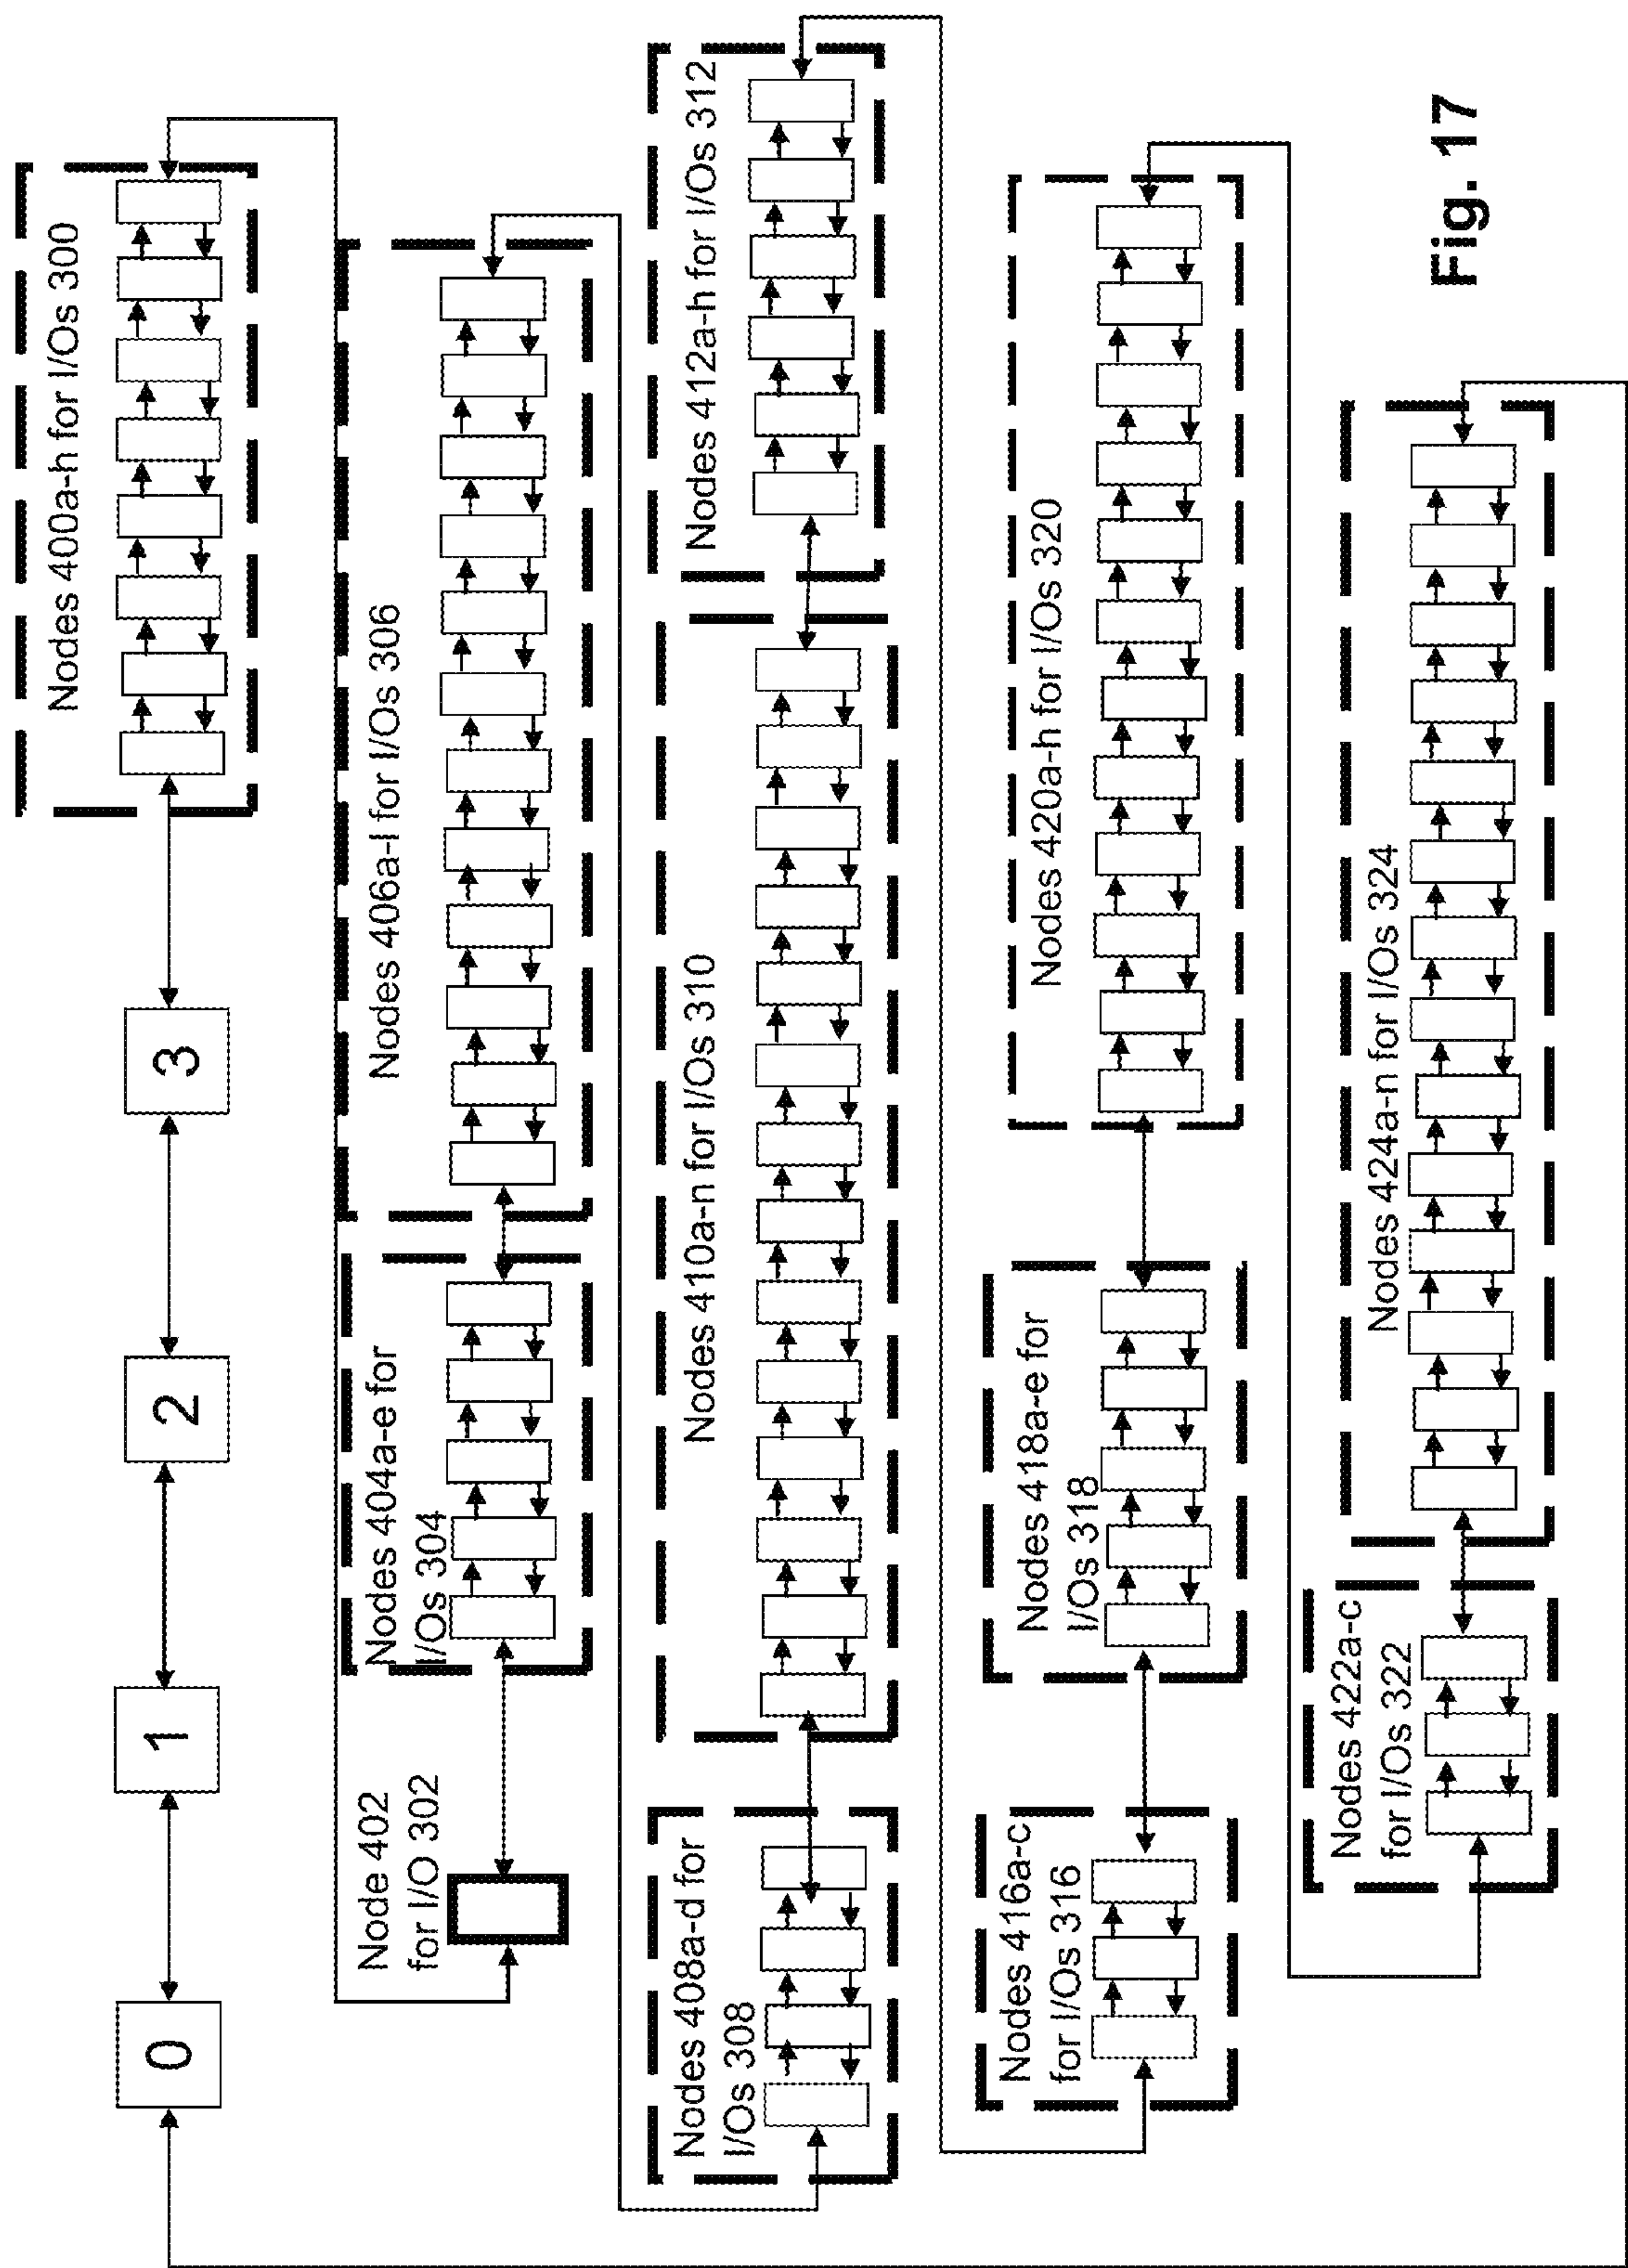 0
1
2
3
Nodes 400a-h for I/Os 300
Node 402
for I/O 302
Nodes 404a-e for
I/Os 304
Nodes 406a-l for I/Os 306
Nodes 408a-d for
I/Os 308
Nodes 410a-n for I/Os 310
Nodes 412a-h for I/Os 312
Nodes 416a-c
for I/Os 316
Nodes 418a-e for
I/Os 318
Nodes 420a-h for I/Os 320
Nodes 422a-c
for I/Os 322
Nodes 424a-n for I/Os 324
Fig. 17